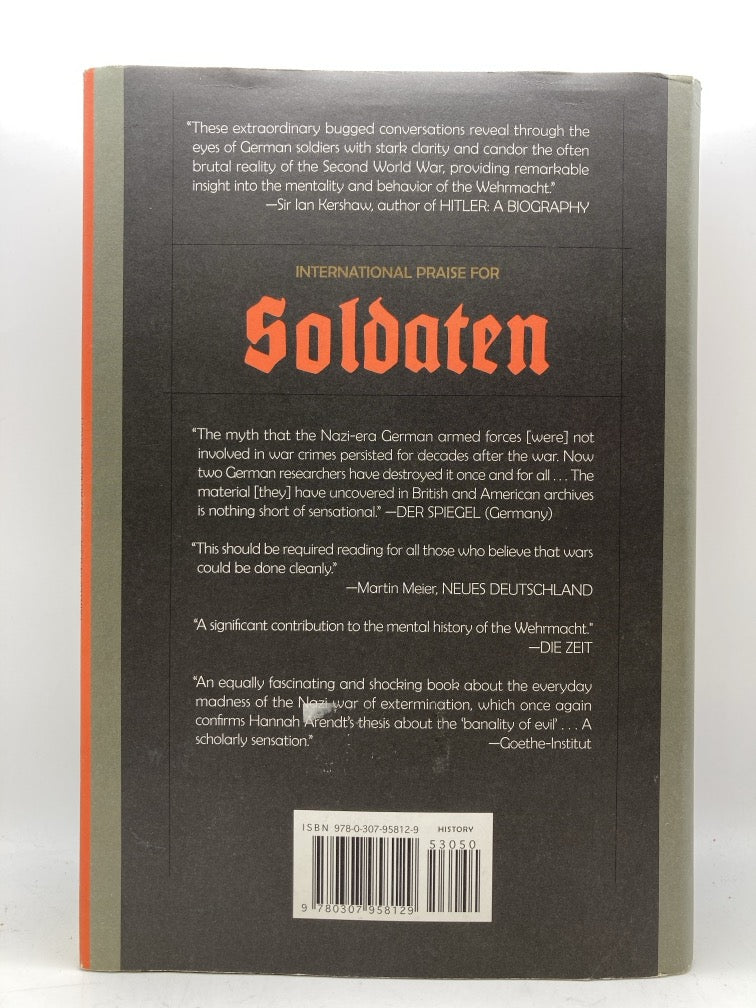 “These extraordinary bugged conversations reveal through the
eyes of German soldiers with stark clarity and candor the often
brutal reality of the Second World War, providing remarkable
insight into the mentality and behavior of the Wehrmacht.”
—Sir Ian Kershaw, author of HITLER: A BIOGRAPHY
INTERNATIONAL PRAISE FOR
Soldaten
“The myth that the Nazi-era German armed forces [were] not
involved in war crimes persisted for decades after the war. Now
two German researchers have destroyed it once and for all . . . The
material [they] have uncovered in British and American archives
is nothing short of sensational.” —DER SPIEGEL (Germany)
“This should be required reading for all those who believe that wars
could be done cleanly.”
—Martin Meier, NEUES DEUTSCHLAND
“A significant contribution to the mental history of the Wehrmacht.”
—DIE ZEIT
“An equally fascinating and shocking book about the everyday
madness of the Nazi war of extermination, which once again
confirms Hannah Arendt’s thesis about the ‘banality of evil’ . . . A
scholarly sensation.” —Goethe-Institut
ISBN 978-0-307-95812-9 HISTORY
53050
9 780307 958129